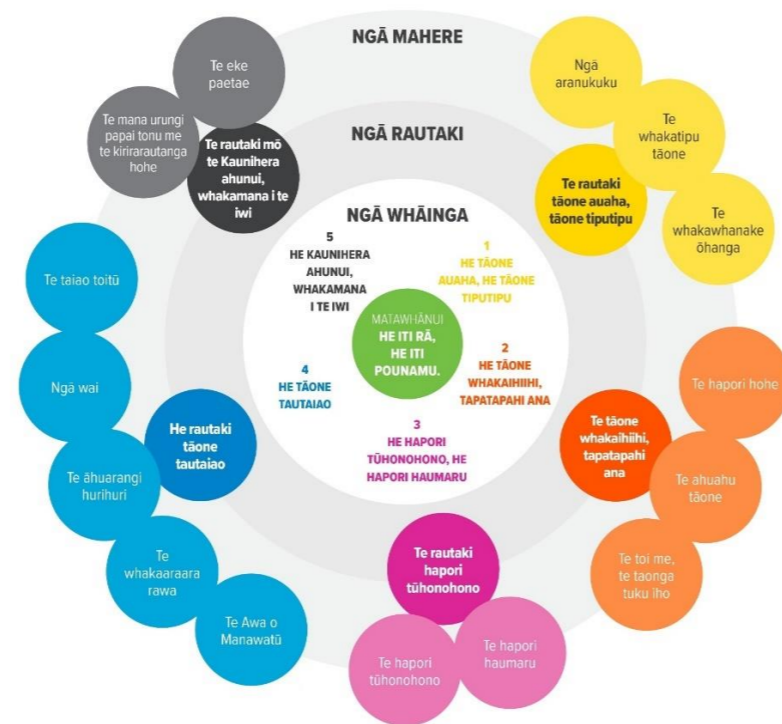 NGĀ MAHERE
NGĀ RAUTAKI
NGĀ WHĀINGA
MATAWHĀNUI
HE ITI RĀ,
HE ITI
POUNAMU.
1
HE TĀONE
AUAHA, HE TĀONE
TIPUTIPU
2
HE TĀONE
WHAKAIHIIHI,
TAPATAPAHI ANA
3
HE HAPORI
TŪHONOHONO, HE
HAPORI HAUMARU
4
HE TĀONE
TAUTAIAO
5
HE KAUNIHERA
AHUNUI,
WHAKAMANA
I TE IWI
Te rautaki
tāone auaha,
tāone tiputipu
Ngā
aranukuku
Te
whakatipu
tāone
Te
whakawhanake
ōhanga
Te tāone
whakaihiihi,
tapatapahi
ana
Te hapori hohe
Te ahuahu
tāone
Te toi me,
te taonga
tuku iho
Te rautaki
hapori
tūhonohono
Te hapori
haumaru
Te hapori
tūhonohono
He rautaki
tāone
tautaiao
Te Awa o
Manawatū
Te
whakaaraara
rawa
Te āhuarangi
hurihuri
Ngā wai
Te taiao toitū
Te rautaki mō
te Kaunihera
ahunui,
whakamana i te
iwi
Te mana urungi
papai tonu me
te kirirarautanga
hohe
Te eke
paetae